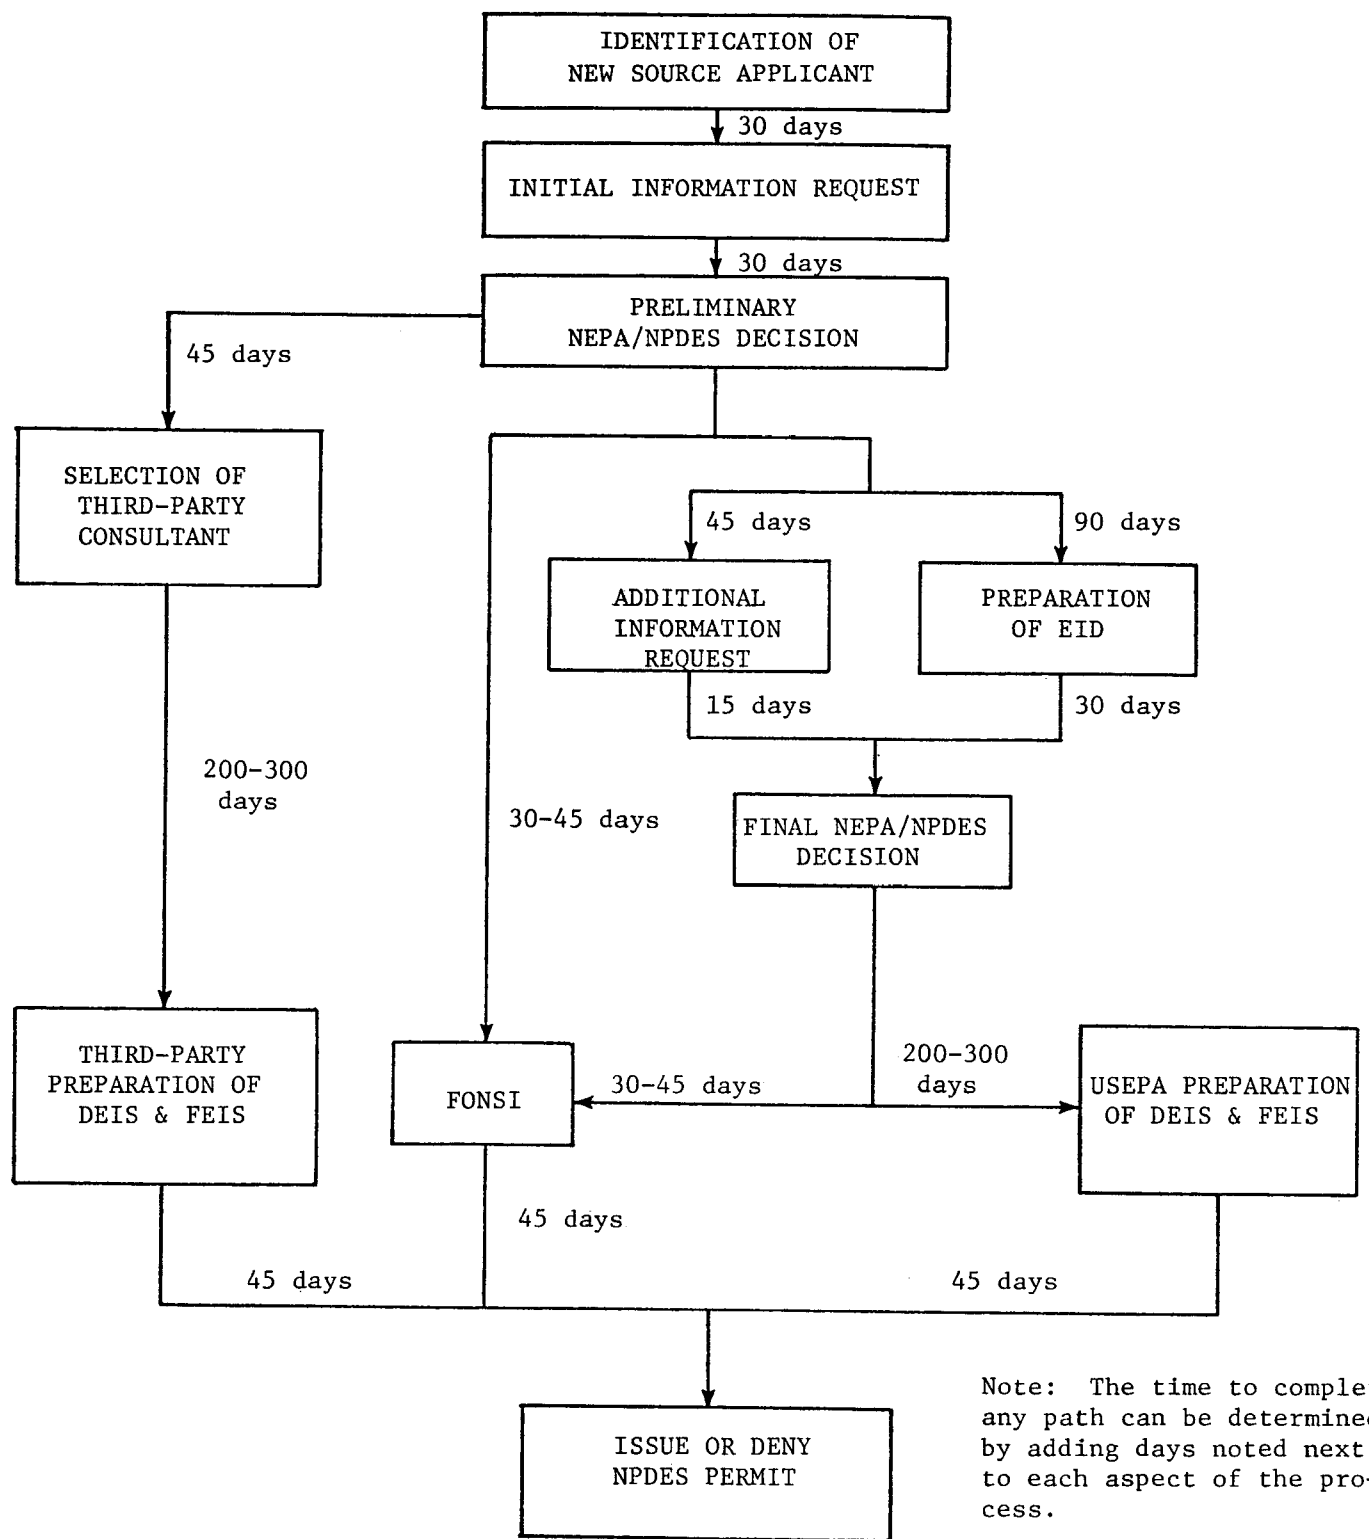 IDENTIFICATION OF
NEW SOURCE APPLICANT
30 days
INITIAL INFORMATION REQUEST
30 days
PRELIMINARY
NEPA/NPDES DECISION
45 days
SELECTION OF
THIRD-PARTY
CONSULTANT
45 days
90 days
ADDITIONAL
INFORMATION
REQUEST
PREPARATION
OF EID
15 days
30 days
200-300
days
30-45 days
FINAL NEPA/NPDES
DECISION
THIRD-PARTY
PREPARATION OF
DEIS & FEIS
FONSI
30-45 days
200-300
days
USEPA PREPARATION
OF DEIS & FEIS
45 days
45 days
45 days
ISSUE OR DENY
NPDES PERMIT
Note: The time to
any path can be
by adding days noted next
to each aspect of the pro-
cess.